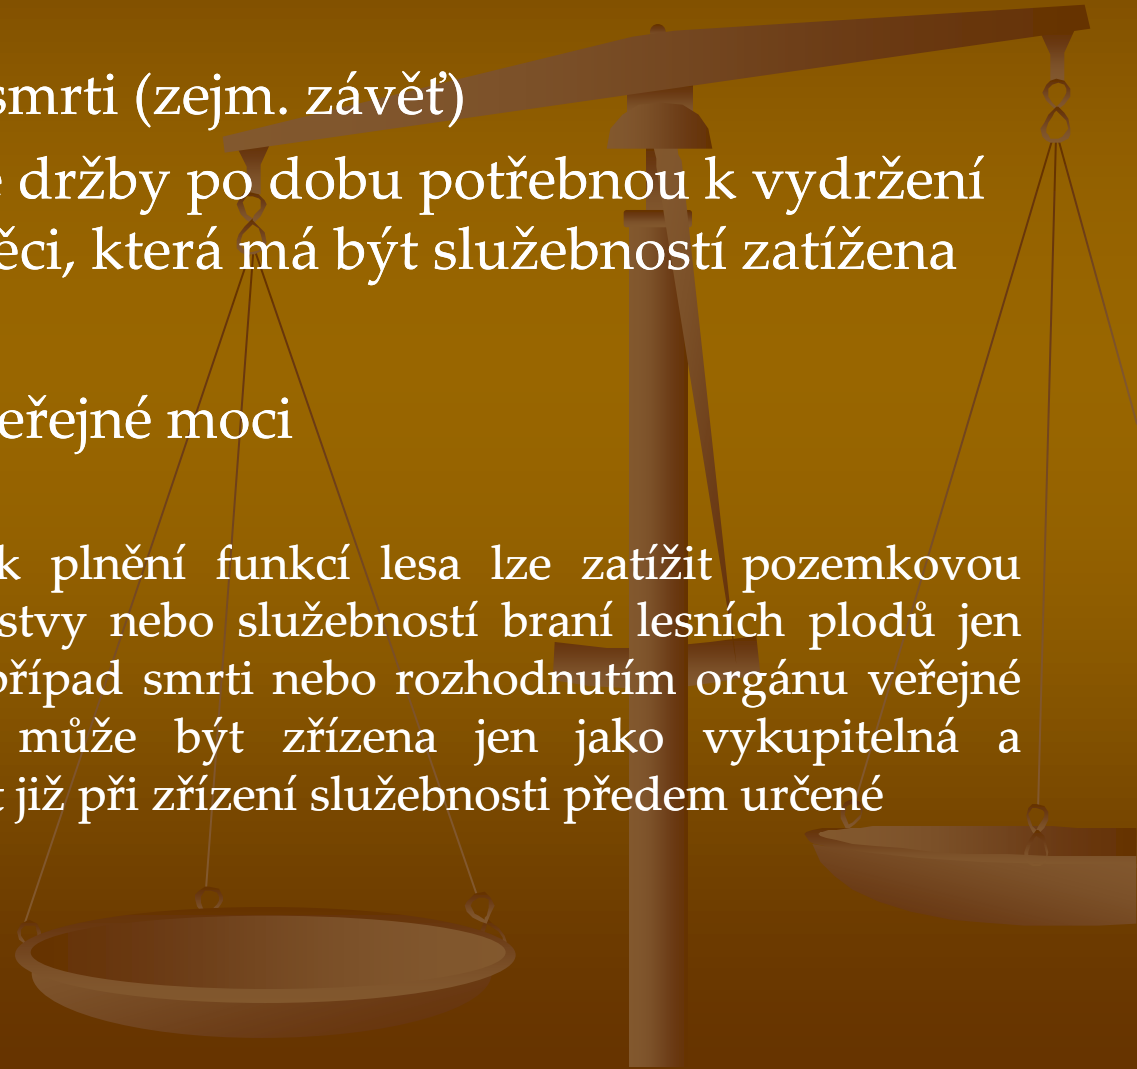 smrti (zejm. závěť)
držby po dobu potřebnou k vydržení
ěci, která má být služebností zatížena
eřejné moci
k plnění funkcí lesa lze zatížit pozemkovou
stvy nebo služebností braní lesních plodů jen
případ smrti nebo rozhodnutím orgánu veřejné
může být zřízena jen jako vykupitelná a
již při zřízení služebnosti předem určené